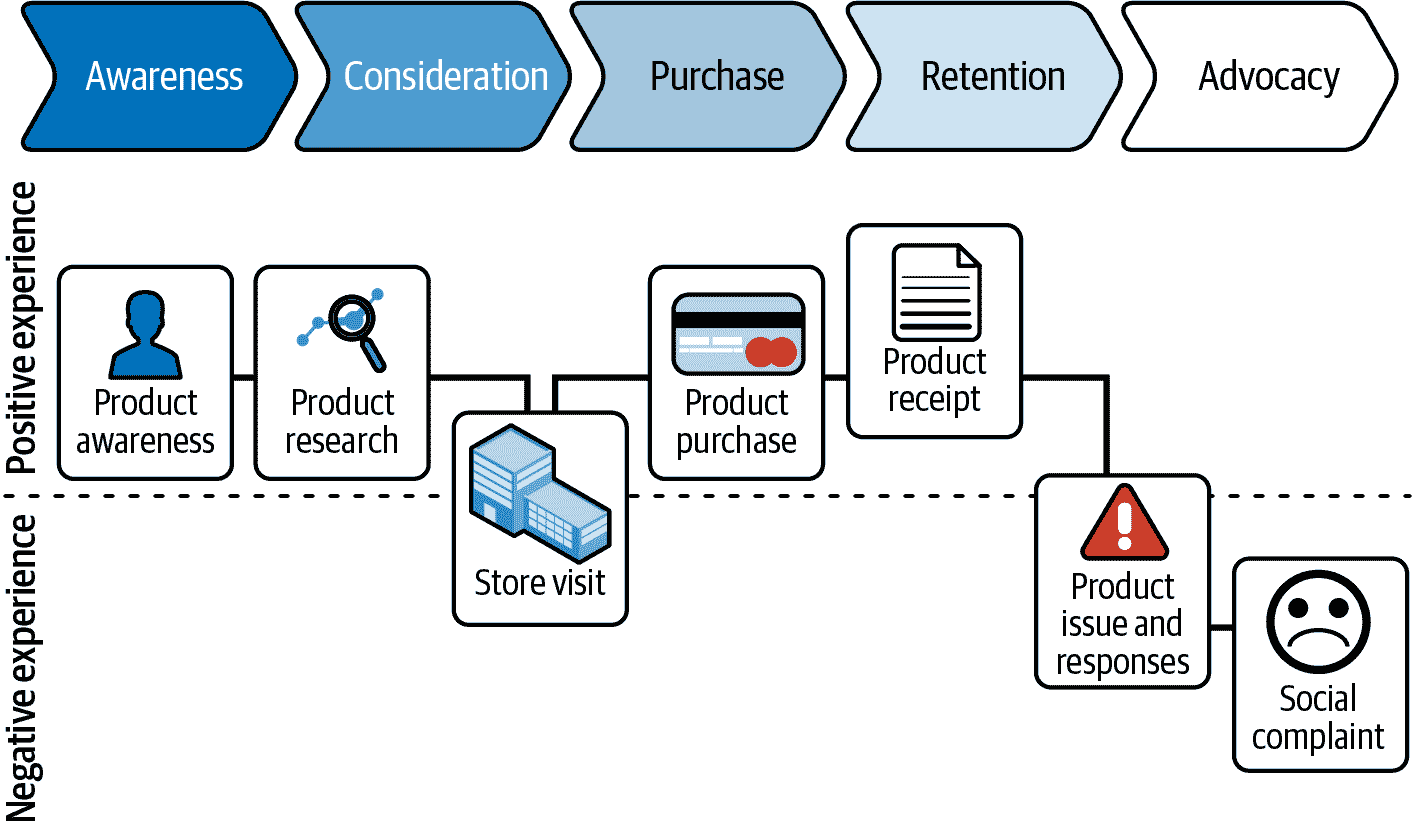 Awareness
Consideration
Purchase
Retention
Advocacy
Positive experience
Product
awareness
Product
research
Store visit
Product
purchase
Product
receipt
Negative experience
Product
issue and
responses
Social
complaint